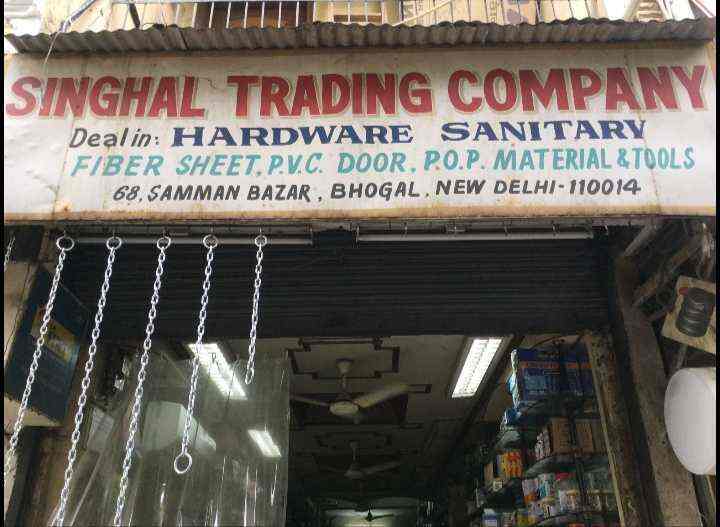 SINGHAL TRADING COMPANY
Deal in: HARDWARE SANITARY
FIBER SHEET, P.V.C. DOOR, P.O.P. MATERIAL & TOOLS
68, SAMMAN BAZAR, BHOGAL, NEW DELHI-110014